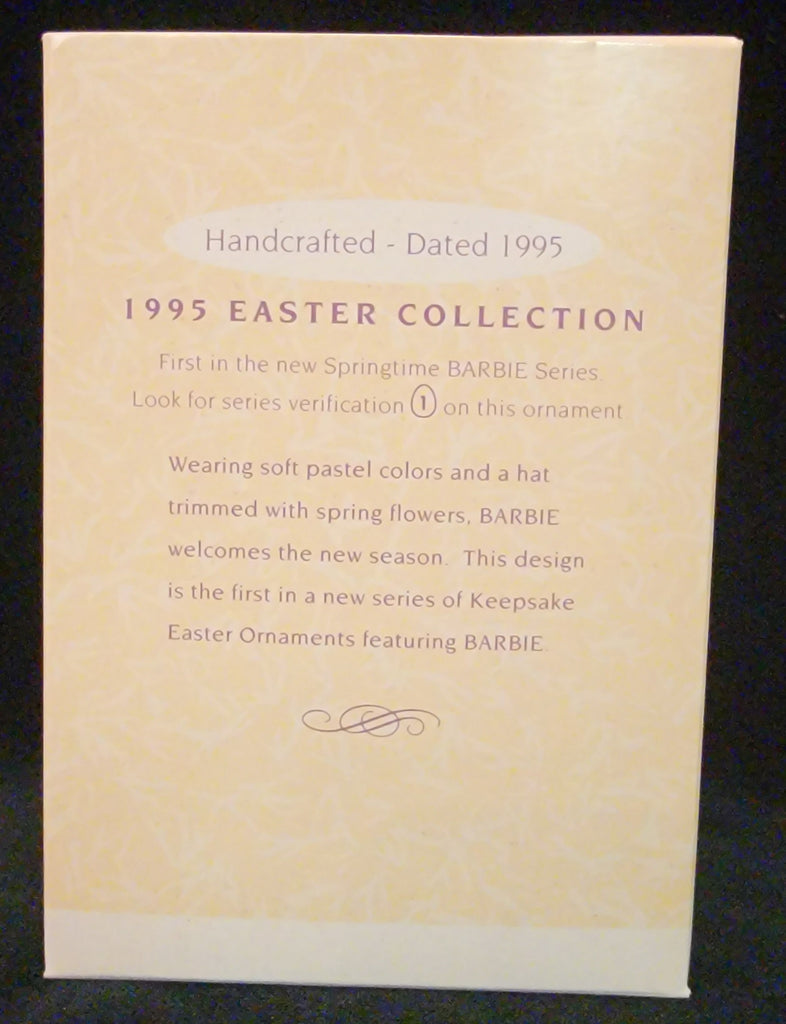 Handcrafted - Dated 1995
1995 EASTER COLLECTION
First in the new Springtime BARBIE Series.
Look for series verification 1 on this ornament
Wearing soft pastel colors and a hat
trimmed with spring flowers, BARBIE
welcomes the new season. This design
is the first in a new series of Keepsake
Easter Ornaments featuring BARBIE.